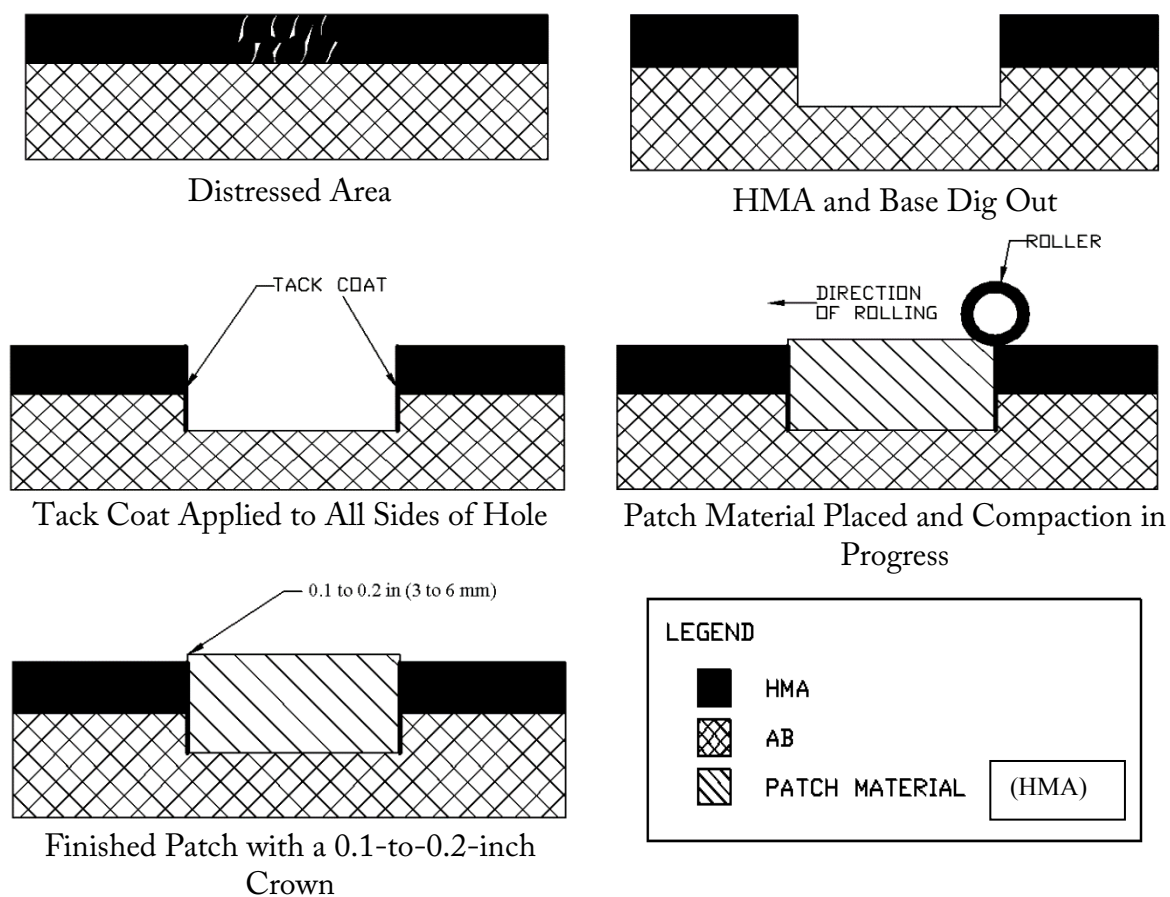 Distressed Area
HMA and Base Dig Out
TACK COAT
Tack Coat Applied to All Sides of Hole
ROLLER
DIRECTION
OF ROLLING
Patch Material Placed and Compaction in
Progress
0.1 to 0.2 in (3 to 6 mm)
Finished Patch with a 0.1-to-0.2-inch
Crown
LEGEND
HMA
AB
PATCH MATERIAL (HMA)